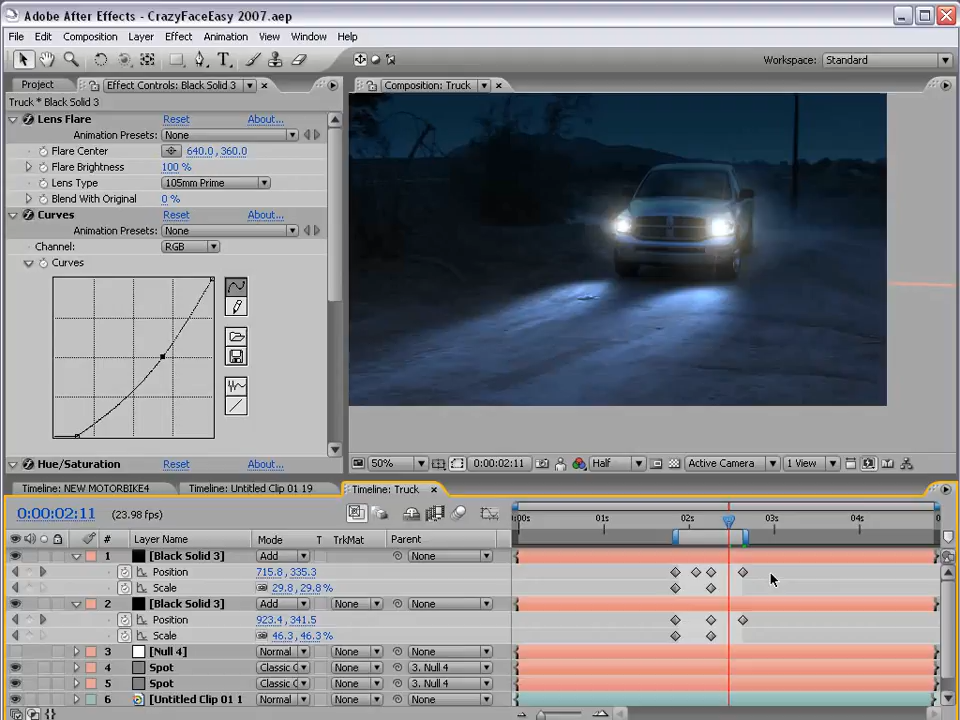 Adobe After Effects - CrazyFaceEasy 2007.aep
File Edit Composition Layer Effect Animation View Window Help
Workspace: Standard
Project Effect Controls: Black Solid 3
Composition: Truck
Truck * Black Solid 3
Lens Flare Reset About...
Animation Presets: None
Flare Center 640.0, 360.0
Flare Brightness 100 %
Lens Type 105mm Prime
Blend With Original 0 %
Curves Reset About...
Animation Presets: None
Channel: RGB
Curves
Hue/Saturation Reset About...
50% 0:00:02:11 Half Active Camera 1 View
Timeline: NEW MOTORBIKE4 Timeline: Untitled Clip 01 19 Timeline: Truck
0:00:02:11 (23.98 fps)
:00s 01s 02s 03s 04s 0
# Layer Name Mode T TrkMat Parent
1 [Black Solid 3] Add None
Position 715.8, 335.3
Scale 29.8, 29.8%
2 [Black Solid 3] Add None None
Position 923.4, 341.5
Scale 46.3, 46.3%
3 [Null 4] Normal None None
4 Spot Classic C None 3. Null 4
5 Spot Classic C None 3. Null 4
6 [Untitled Clip 01 1 Normal None None